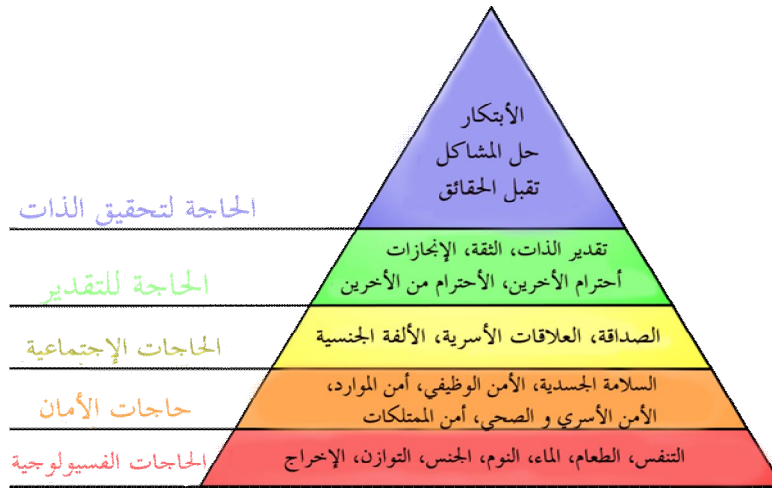 الأبتكار
حل المشاكل
تقبل الحقائق
الحاجة لتحقيق الذات
تقدير الذات، الثقة، الإنجازات
أحترام الأخرين، الأحترام من الأخرين
الحاجة للتقدير
الصداقة، العلاقات الأسرية، الألفة الجنسية
الحاجات الإجتماعية
السلامة الجسدية، الأمن الوظيفي، أمن الموارد،
الأمن الأسري و الصحي، أمن الممتلكات
حاجات الأمان
التنفس، الطعام، الماء، النوم، الجنس، التوازن، الإخراج
الحاجات الفسيولوجية